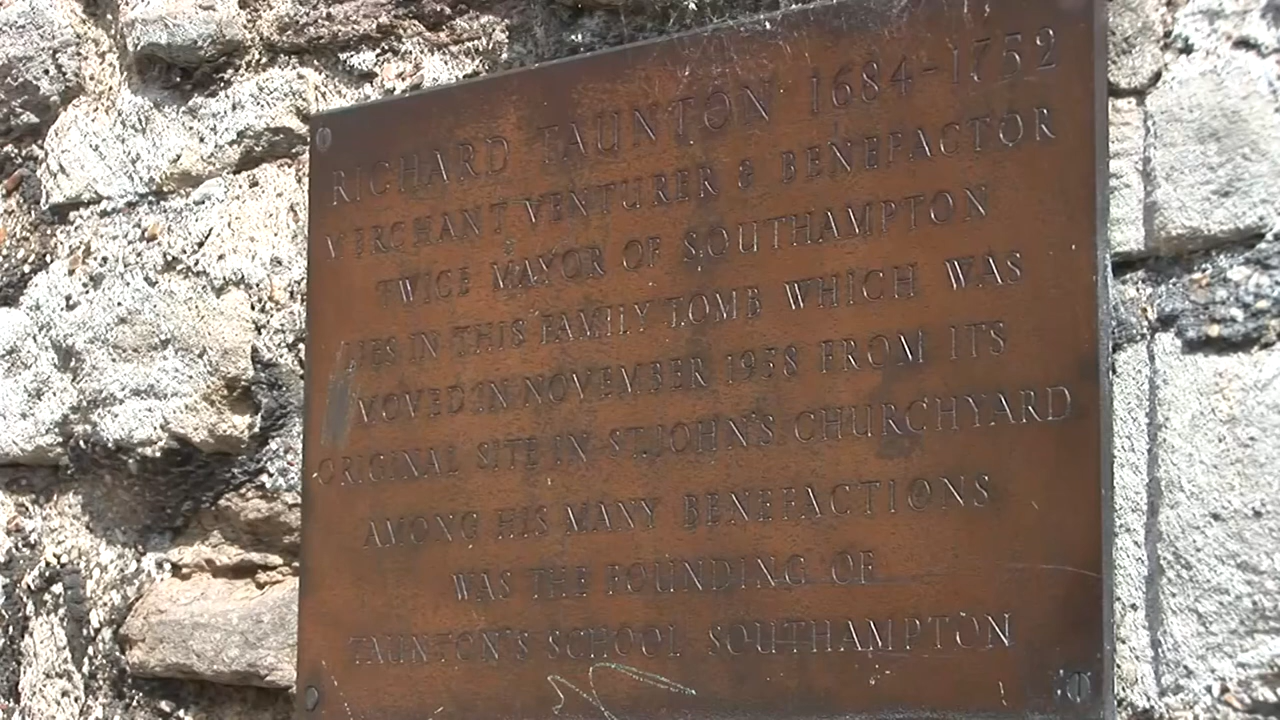 RICHARD TAUNTON 1684-1752
MERCHANT VENTURER & BENEFACTOR
TWICE MAYOR OF SOUTHAMPTON
LIES IN THIS FAMILY TOMB WHICH WAS
MOVED IN NOVEMBER 1958 FROM ITS
ORIGINAL SITE IN ST.JOHN'S CHURCHYARD
AMONG HIS MANY BENEFACTIONS
WAS THE FOUNDING OF
TAUNTON'S SCHOOL SOUTHAMPTON